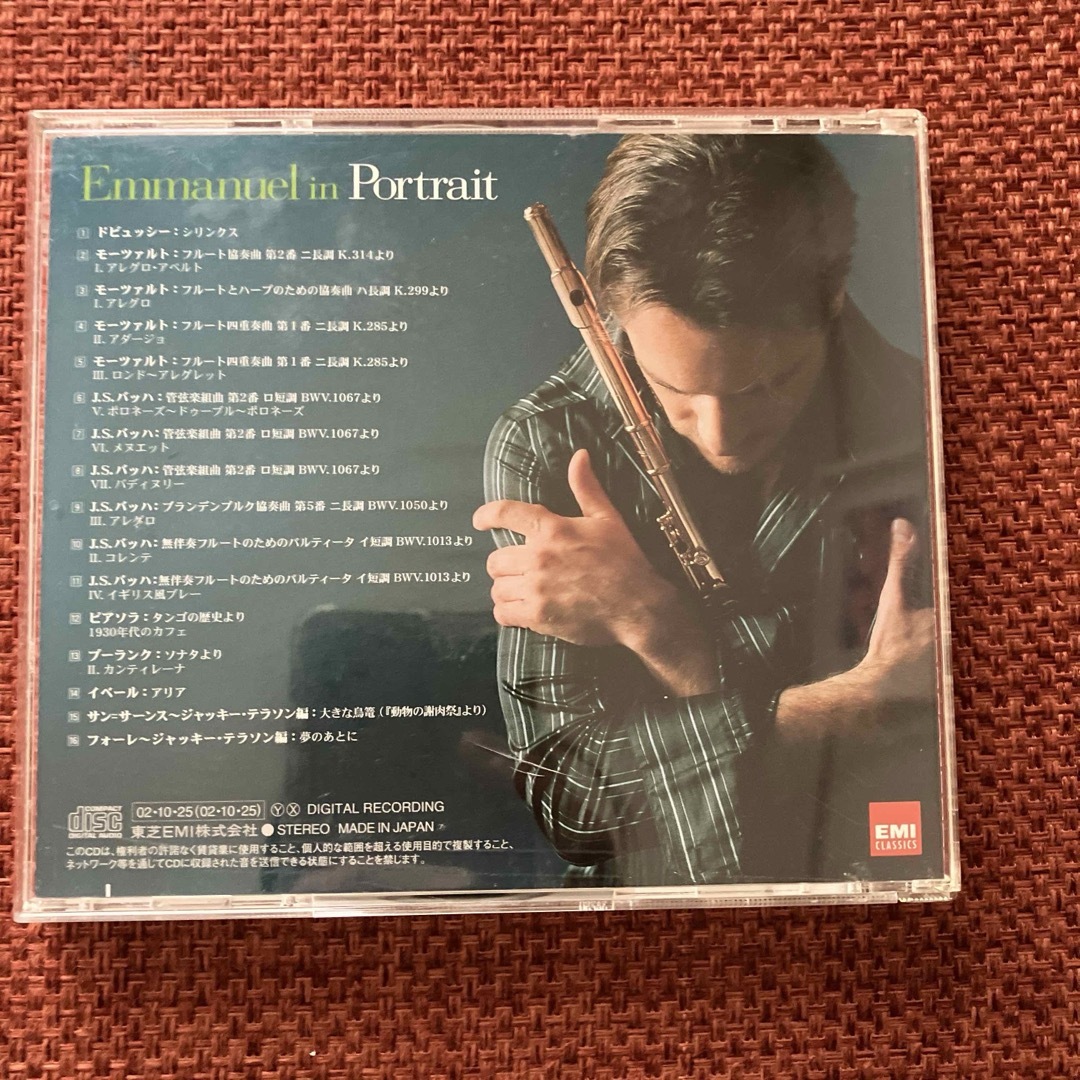 Emmanuel in Portrait
1 ドビュッシー：シリンクス
2 モーツァルト：フルート協奏曲 第2番 ニ長調 K.314より
I. アレグロ・アペルト
3 モーツァルト：フルートとハープのための協奏曲 ハ長調 K.299より
I. アレグロ
4 モーツァルト：フルート四重奏曲 第1番 ニ長調 K.285より
II. アダージョ
5 モーツァルト：フルート四重奏曲 第1番 ニ長調 K.285より
III. ロンド～アレグレット
6 J.S.バッハ：管弦楽組曲 第2番 ロ短調 BWV.1067より
V. ポロネーズ～ドゥーブル～ポロネーズ
7 J.S.バッハ：管弦楽組曲 第2番 ロ短調 BWV.1067より
VI. メヌエット
8 J.S.バッハ：管弦楽組曲 第2番 ロ短調 BWV.1067より
VII. バディヌリー
9 J.S.バッハ：ブランデンブルク協奏曲 第5番 ニ長調 BWV.1050より
III. アレグロ
10 J.S.バッハ：無伴奏フルートのためのパルティータ イ短調 BWV.1013より
II. コレンテ
11 J.S.バッハ：無伴奏フルートのためのパルティータ イ短調 BWV.1013より
IV. イギリス風ブレー
12 ピアソラ：タンゴの歴史より
1930年代のカフェ
13 プーランク：ソナタより
II. カンティレーナ
14 イベール：アリア
15 サン=サーンス～ジャッキー・テラソン編：大きな鳥篭（『動物の謝肉祭』より）
16 フォーレ～ジャッキー・テラソン編：夢のあとに
COMPACT disc DIGITAL AUDIO
02・10・25(02・10・25) Ⓨ Ⓧ DIGITAL RECORDING
東芝EMI株式会社 ● STEREO MADE IN JAPAN
このCDは、権利者の許諾なく賃貸業に使用すること、個人的な範囲を超える使用目的で複製すること、
ネットワーク等を通じてCDに収録された音を送信できる状態にすることを禁じます。
EMI
CLASSICS